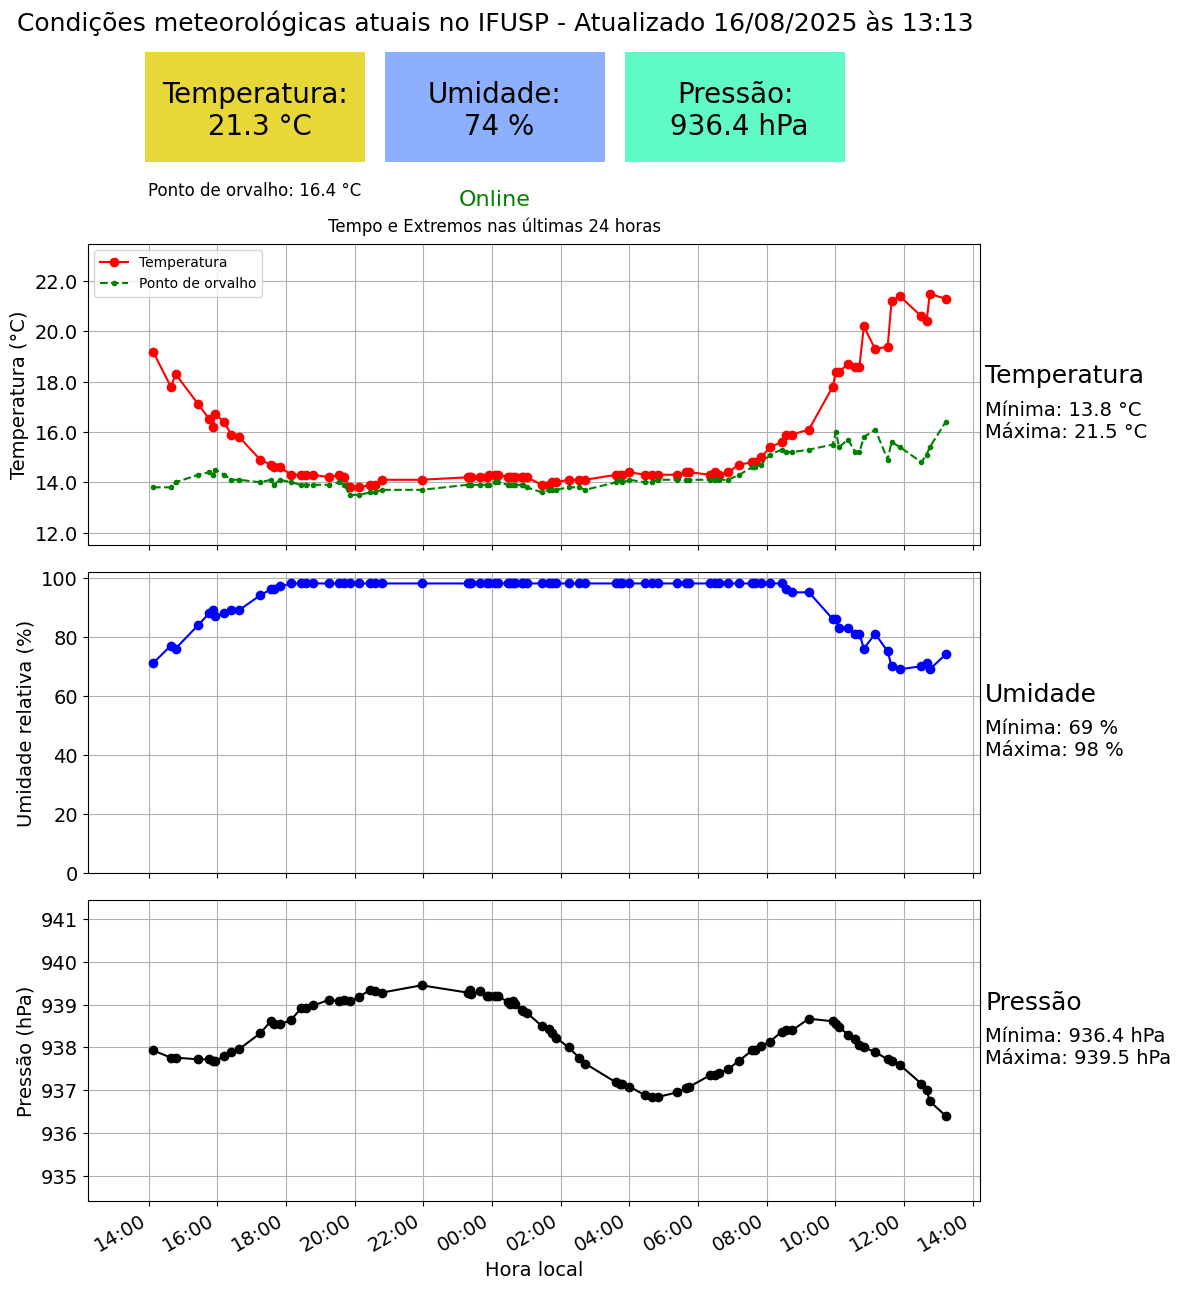 Condições meteorológicas atuais no IFUSP - Atualizado 16/08/2025 às 13:13
Temperatura:
21.3 °C
Umidade:
74 %
Pressão:
936.4 hPa
Ponto de orvalho: 16.4 °C
Online
Tempo e Extremos nas últimas 24 horas
Temperatura
Ponto de orvalho
Temperatura (°C)
22.0
20.0
18.0
16.0
14.0
12.0
Temperatura
Mínima: 13.8 °C
Máxima: 21.5 °C
Umidade relativa (%)
100
80
60
40
20
0
Umidade
Mínima: 69 %
Máxima: 98 %
Pressão (hPa)
941
940
939
938
937
936
935
Pressão
Mínima: 936.4 hPa
Máxima: 939.5 hPa
14:00
16:00
18:00
20:00
22:00
00:00
02:00
04:00
06:00
08:00
10:00
12:00
14:00
Hora local